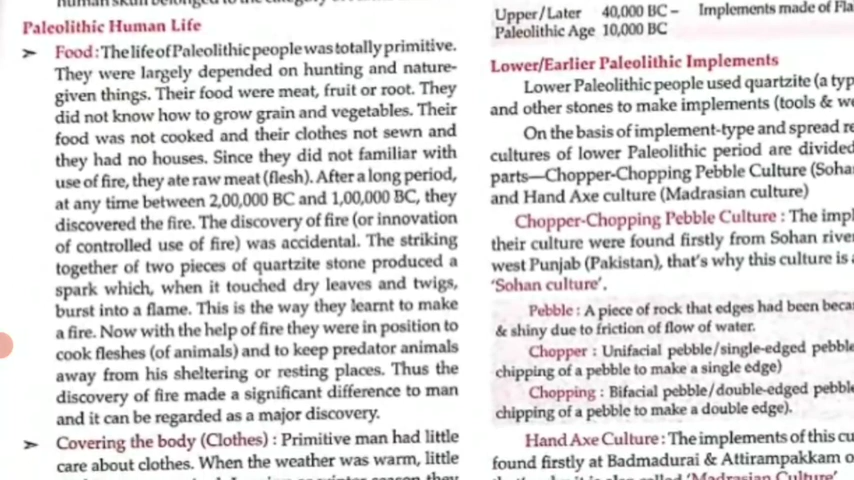 Paleolithic Human Life
➤ Food : The life of Paleolithic people was totally primitive.
They were largely depended on hunting and nature-
given things. Their food were meat, fruit or root. They
did not know how to grow grain and vegetables. Their
food was not cooked and their clothes not sewn and
they had no houses. Since they did not familiar with
use of fire, they ate raw meat (flesh). After a long period,
at any time between 2,00,000 BC and 1,00,000 BC, they
discovered the fire. The discovery of fire (or innovation
of controlled use of fire) was accidental. The striking
together of two pieces of quartzite stone produced a
spark which, when it touched dry leaves and twigs,
burst into a flame. This is the way they learnt to make
a fire. Now with the help of fire they were in position to
cook fleshes (of animals) and to keep predator animals
away from his sheltering or resting places. Thus the
discovery of fire made a significant difference to man
and it can be regarded as a major discovery.
➤ Covering the body (Clothes) : Primitive man had little
care about clothes. When the weather was warm, little
Upper/Later 40,000 BC – Implements made of
Paleolithic Age 10,000 BC
Lower/Earlier Paleolithic Implements
Lower Paleolithic people used quartzite (a
and other stones to make implements (tools &
On the basis of implement-type and spread
cultures of lower Paleolithic period are divided
parts—Chopper-Chopping Pebble Culture
and Hand Axe culture (Madrasian culture)
Chopper-Chopping Pebble Culture : The
their culture were found firstly from Sohan
west Punjab (Pakistan), that's why this culture is
'Sohan culture'.
Pebble : A piece of rock that edges had been
& shiny due to friction of flow of water.
Chopper : Unifacial pebble/single-edged
chipping of a pebble to make a single edge)
Chopping : Bifacial pebble/double-edged
chipping of a pebble to make a double edge).
Hand Axe Culture : The implements of this
found firstly at Badmadurai & Attirampakkam
'Madrasian Culture'